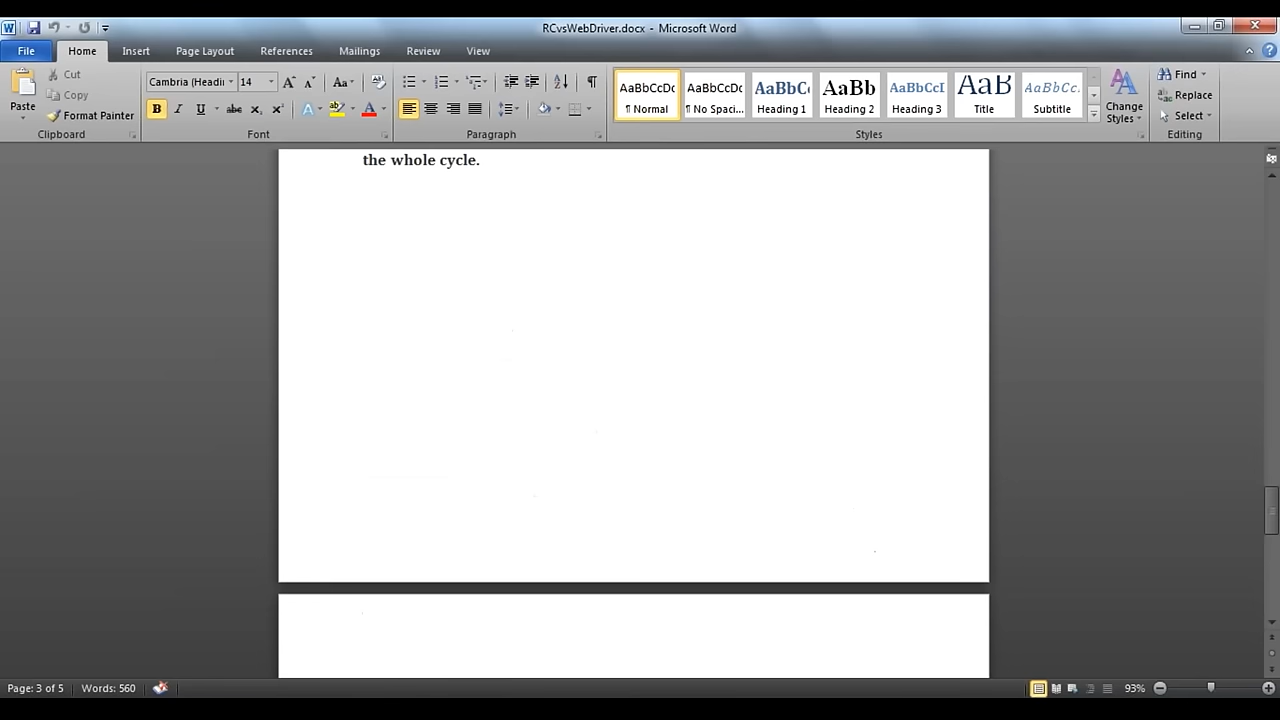 RCvsWebDriver.docx - Microsoft Word
File Home Insert Page Layout References Mailings Review View
Paste
Cut
Copy
Format Painter
Clipboard
Cambria (Headi 14
Font
Paragraph
AaBbCcDc AaBbCcDc AaBbC AaBb AaBbCcI AaB AaBbCc.
¶ Normal ¶ No Spaci... Heading 1 Heading 2 Heading 3 Title Subtitle
Change Styles
Styles
Find
Replace
Select
Editing
the whole cycle.
Page: 3 of 5 Words: 560 93%